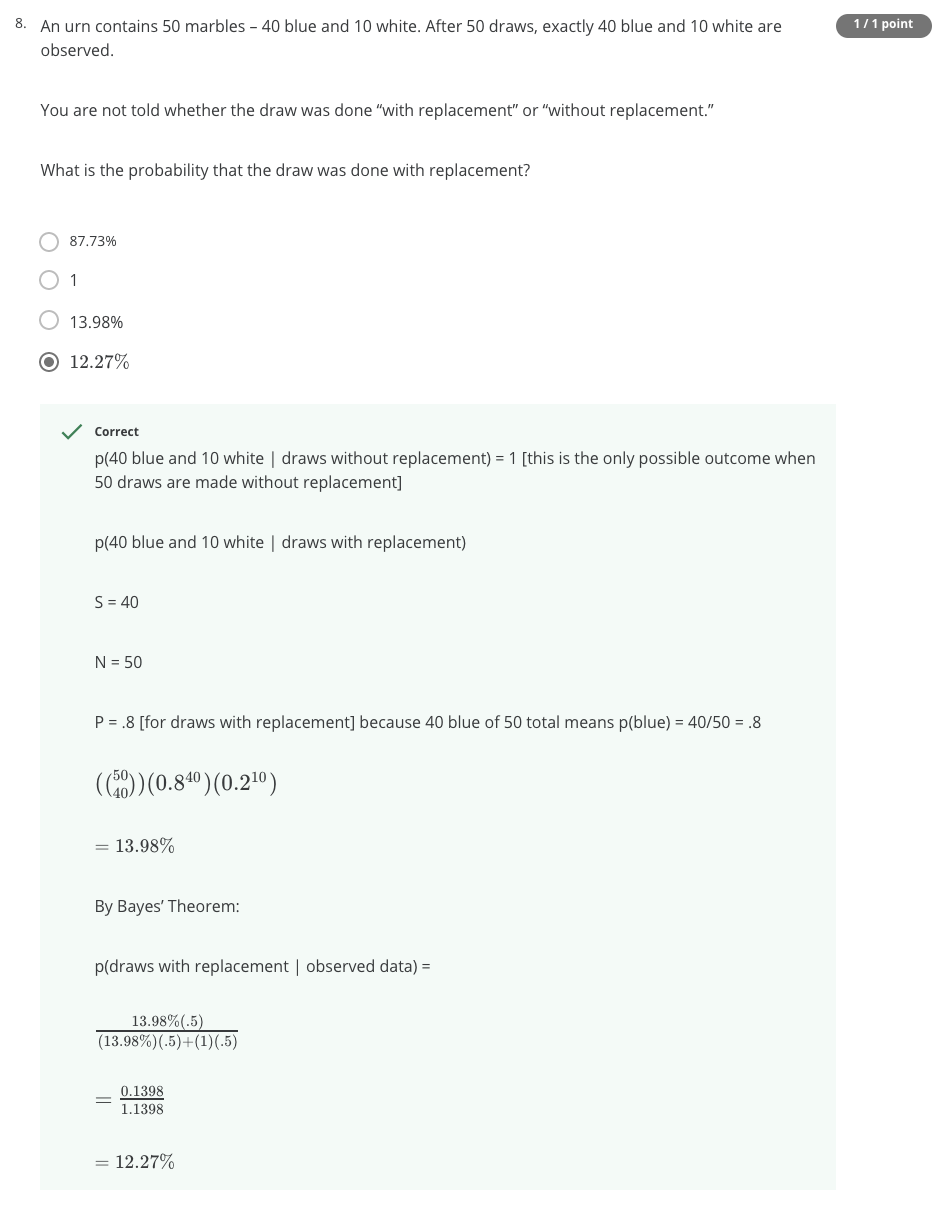 8. An urn contains 50 marbles – 40 blue and 10 white. After 50 draws, exactly 40 blue and 10 white are
observed.
1 / 1 point
You are not told whether the draw was done “with replacement” or “without replacement.”
What is the probability that the draw was done with replacement?
87.73%
1
13.98%
12.27%
Correct
p(40 blue and 10 white | draws without replacement) = 1 [this is the only possible outcome when
50 draws are made without replacement]
p(40 blue and 10 white | draws with replacement)
S = 40
N = 50
P = .8 [for draws with replacement] because 40 blue of 50 total means p(blue) = 40/50 = .8
$((\binom{50}{40}))(0.8^{40})(0.2^{10})$
= 13.98%
By Bayes’ Theorem:
p(draws with replacement | observed data) =
$\frac{13.98\%(.5)}{(13.98\%)(.5)+(1)(.5)}$
$= \frac{0.1398}{1.1398}$
= 12.27%